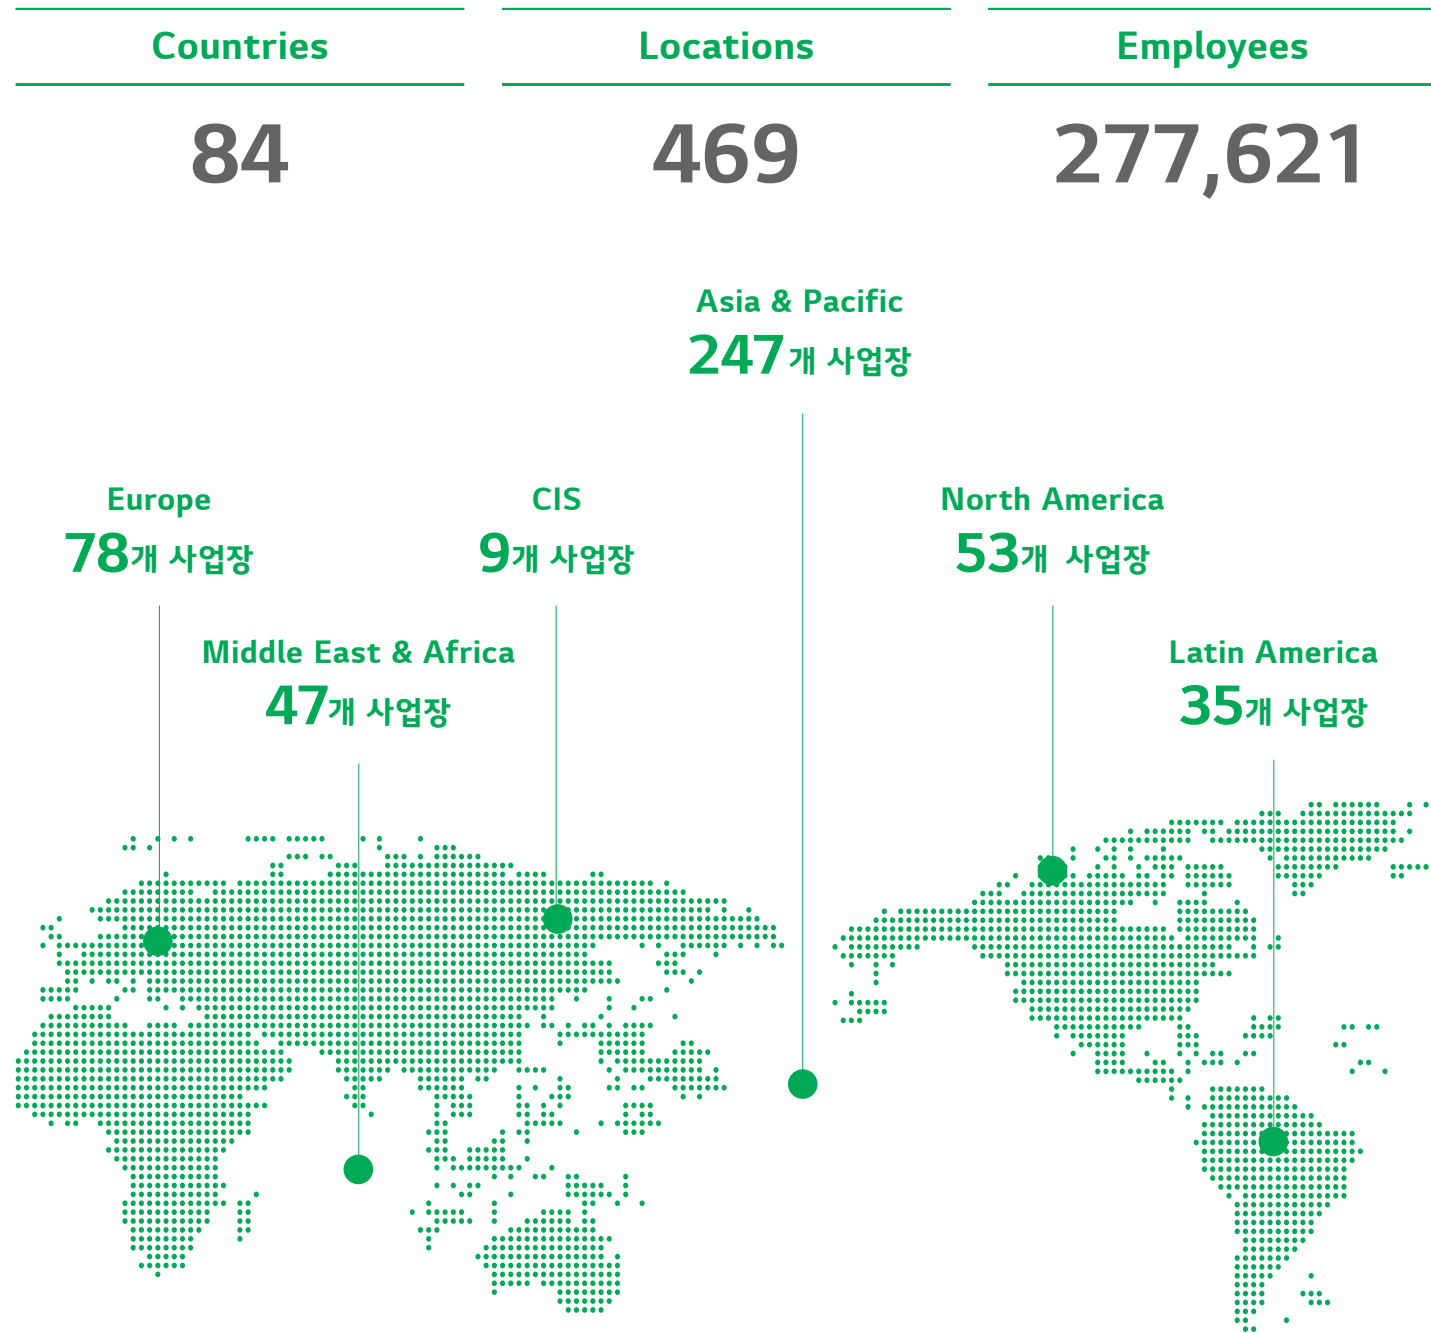 Countries
84
Locations
469
Employees
277,621
Asia & Pacific
247개 사업장
Europe
78개 사업장
CIS
9개 사업장
North America
53개 사업장
Middle East & Africa
47개 사업장
Latin America
35개 사업장